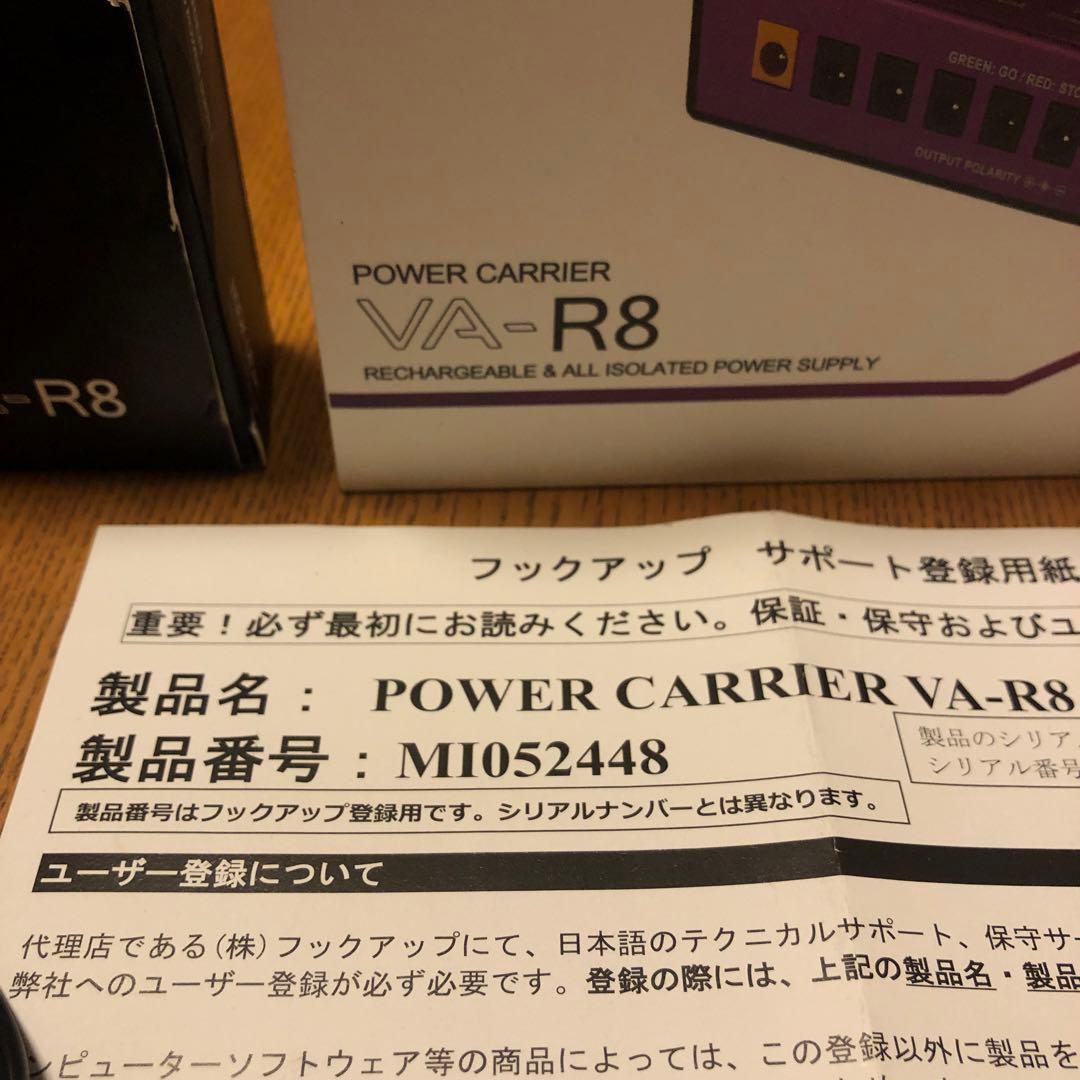 GREEN: GO / RED: STO
OUTPUT POLARITY
POWER CARRIER
VA-R8
RECHARGEABLE & ALL ISOLATED POWER SUPPLY
-R8
フックアップ サポート登録用紙
重要！必ず最初にお読みください。保証・保守およびユ
製品名： POWER CARRIER VA-R8
製品番号：MI052448
製品のシリア
シリアル番号
製品番号はフックアップ登録用です。シリアルナンバーとは異なります。
ユーザー登録について
代理店である(株)フックアップにて、日本語のテクニカルサポート、保守サー
弊社へのユーザー登録が必ず必要です。登録の際には、上記の製品名・製品
ンピューターソフトウェア等の商品によっては、この登録以外に製品を